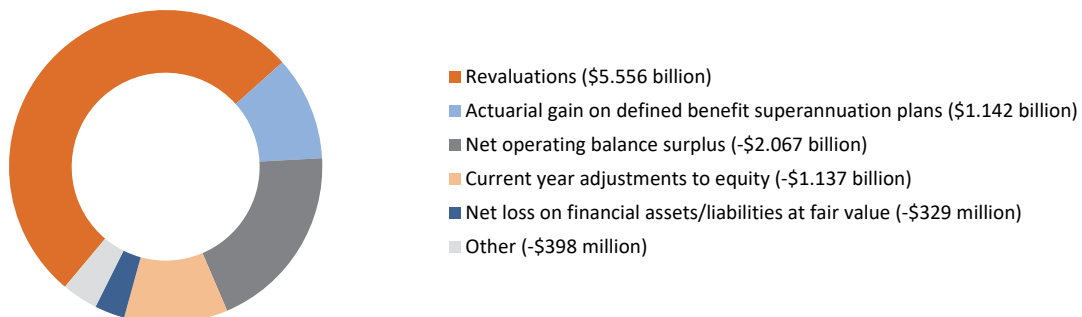 Revaluations ($5.556 billion)
Actuarial gain on defined benefit superannuation plans ($1.142 billion)
Net operating balance surplus (-$2.067 billion)
Current year adjustments to equity (-$1.137 billion)
Net loss on financial assets/liabilities at fair value (-$329 million)
Other (-$398 million)